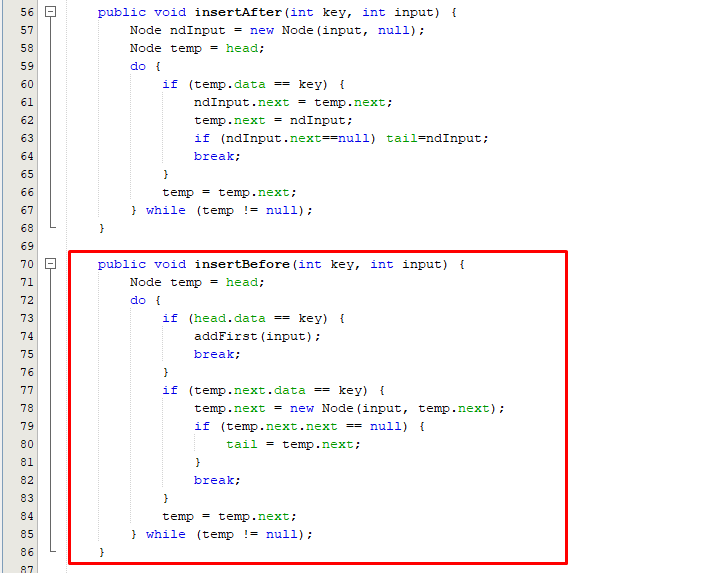 56 public void insertAfter(int key, int input) {
57 Node ndInput = new Node(input, null);
58 Node temp = head;
59 do {
60 if (temp.data == key) {
61 ndInput.next = temp.next;
62 temp.next = ndInput;
63 if (ndInput.next==null) tail=ndInput;
64 break;
65 }
66 temp = temp.next;
67 } while (temp != null);
68 }
69
70 public void insertBefore(int key, int input) {
71 Node temp = head;
72 do {
73 if (head.data == key) {
74 addFirst(input);
75 break;
76 }
77 if (temp.next.data == key) {
78 temp.next = new Node(input, temp.next);
79 if (temp.next.next == null) {
80 tail = temp.next;
81 }
82 break;
83 }
84 temp = temp.next;
85 } while (temp != null);
86 }
87